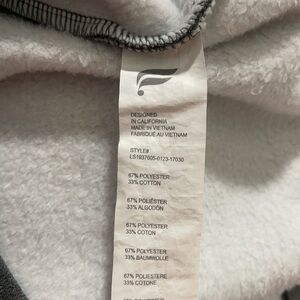 DESIGNED
IN CALIFORNIA
MADE IN VIETNAM
FABRIQUÉ AU VIETNAM
STYLE#
LS1937605-0123-17030
67% POLYESTER
33% COTTON
67% POLIÉSTER
33% ALGODÓN
67% POLYESTER
33% COTON
67% POLYESTER
33% BAUMWOLLE
67% POLIESTERE
33% COTONE